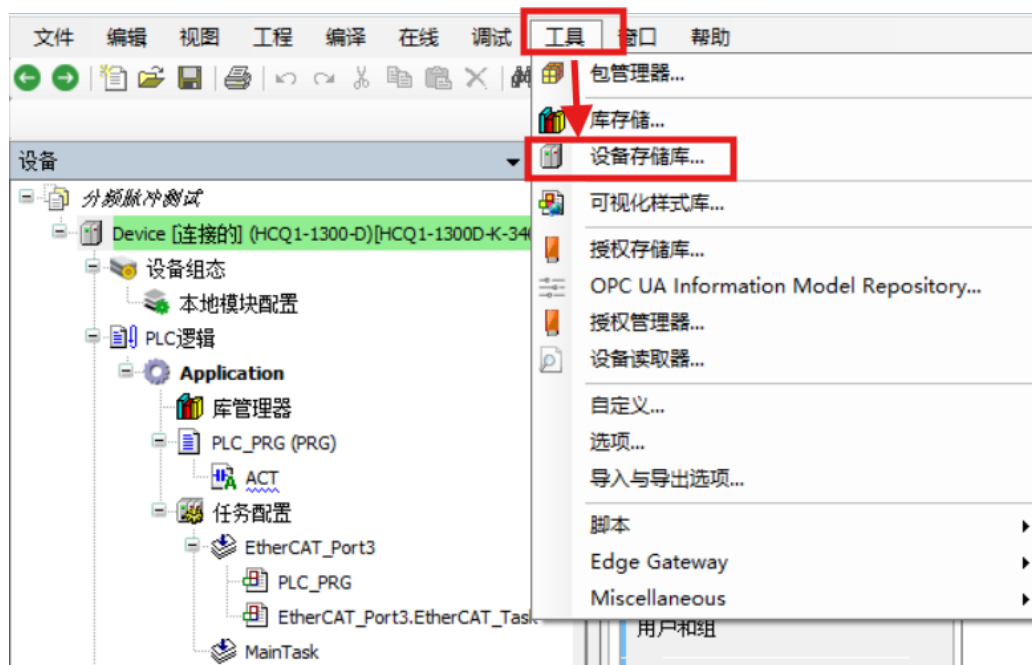 文件 编辑 视图 工程 编译 在线 调试 工具 窗口 帮助
包管理器...
库存储...
设备存储库...
可视化样式库...
授权存储库...
OPC UA Information Model Repository...
授权管理器...
设备读取器...
自定义...
选项...
导入与导出选项...
脚本
Edge Gateway
Miscellaneous
用户和组
设备
分频脉冲测试
Device [连接的] (HCQ1-1300-D)[HCQ1-1300D-K-34
设备组态
本地模块配置
PLC逻辑
Application
库管理器
PLC_PRG (PRG)
ACT
任务配置
EtherCAT_Port3
PLC_PRG
EtherCAT_Port3.EtherCAT_Task
MainTask